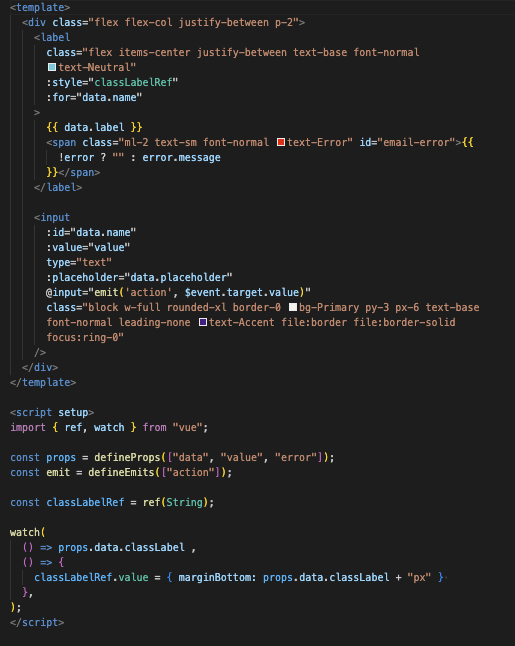 <template>
<div class="flex flex-col justify-between p-2">
<label
class="flex items-center justify-between text-base font-normal
text-Neutral"
:style="classLabelRef"
:for="data.name"
>
{{ data.label }}
<span class="ml-2 text-sm font-normal text-Error" id="email-error">{{
!error ? "" : error.message
}}</span>
</label>
<input
:id="data.name"
:value="value"
type="text"
:placeholder="data.placeholder"
@input="emit('action', $event.target.value)"
class="block w-full rounded-xl border-0 bg-Primary py-3 px-6 text-base
font-normal leading-none text-Accent file:border file:border-solid
focus:ring-0"
/>
</div>
</template>
<script setup>
import { ref, watch } from "vue";
const props = defineProps(["data", "value", "error"]);
const emit = defineEmits(["action"]);
const classLabelRef = ref(String);
watch(
() => props.data.classLabel ,
() => {
classLabelRef.value = { marginBottom: props.data.classLabel + "px" }
},
);
</script>